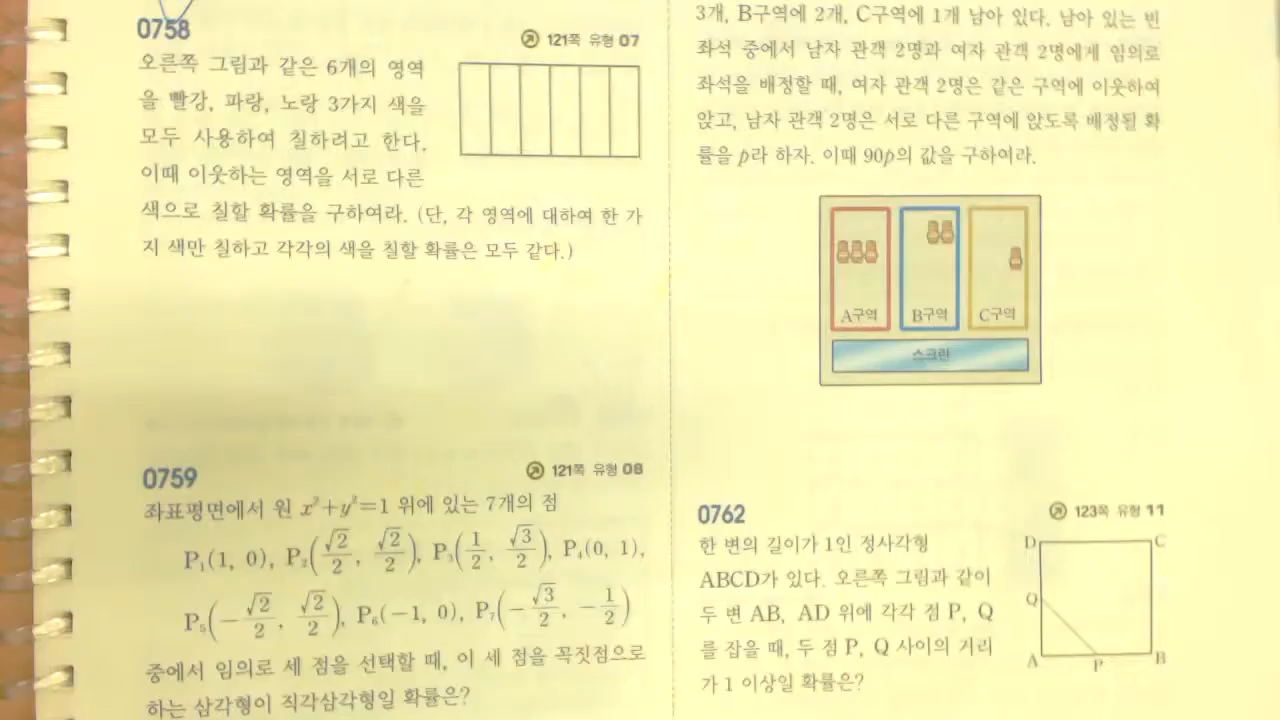 0758
121쪽 유형 07
오른쪽 그림과 같은 6개의 영역
을 빨강, 파랑, 노랑 3가지 색을
모두 사용하여 칠하려고 한다.
이때 이웃하는 영역을 서로 다른
색으로 칠할 확률을 구하여라. (단, 각 영역에 대하여 한 가
지 색만 칠하고 각각의 색을 칠할 확률은 모두 같다.)
0759
121쪽 유형 08
좌표평면에서 원 x²+y²=1 위에 있는 7개의 점
P₁(1, 0), P₂(√2/2, √2/2), P₃(1/2, √3/2), P₄(0, 1),
P₅(-√2/2, √2/2), P₆(-1, 0), P₇(-√3/2, -1/2)
중에서 임의로 세 점을 선택할 때, 이 세 점을 꼭짓점으로
하는 삼각형이 직각삼각형일 확률은?
3개, B구역에 2개, C구역에 1개 남아 있다. 남아 있는 빈
좌석 중에서 남자 관객 2명과 여자 관객 2명에게 임의로
좌석을 배정할 때, 여자 관객 2명은 같은 구역에 이웃하여
앉고, 남자 관객 2명은 서로 다른 구역에 앉도록 배정될 확
률을 p라 하자. 이때 90p의 값을 구하여라.
A구역 B구역 C구역
스크린
0762
123쪽 유형 11
한 변의 길이가 1인 정사각형
ABCD가 있다. 오른쪽 그림과 같이
두 변 AB, AD 위에 각각 점 P, Q
를 잡을 때, 두 점 P, Q 사이의 거리
가 1 이상일 확률은?
D C
Q
A P B